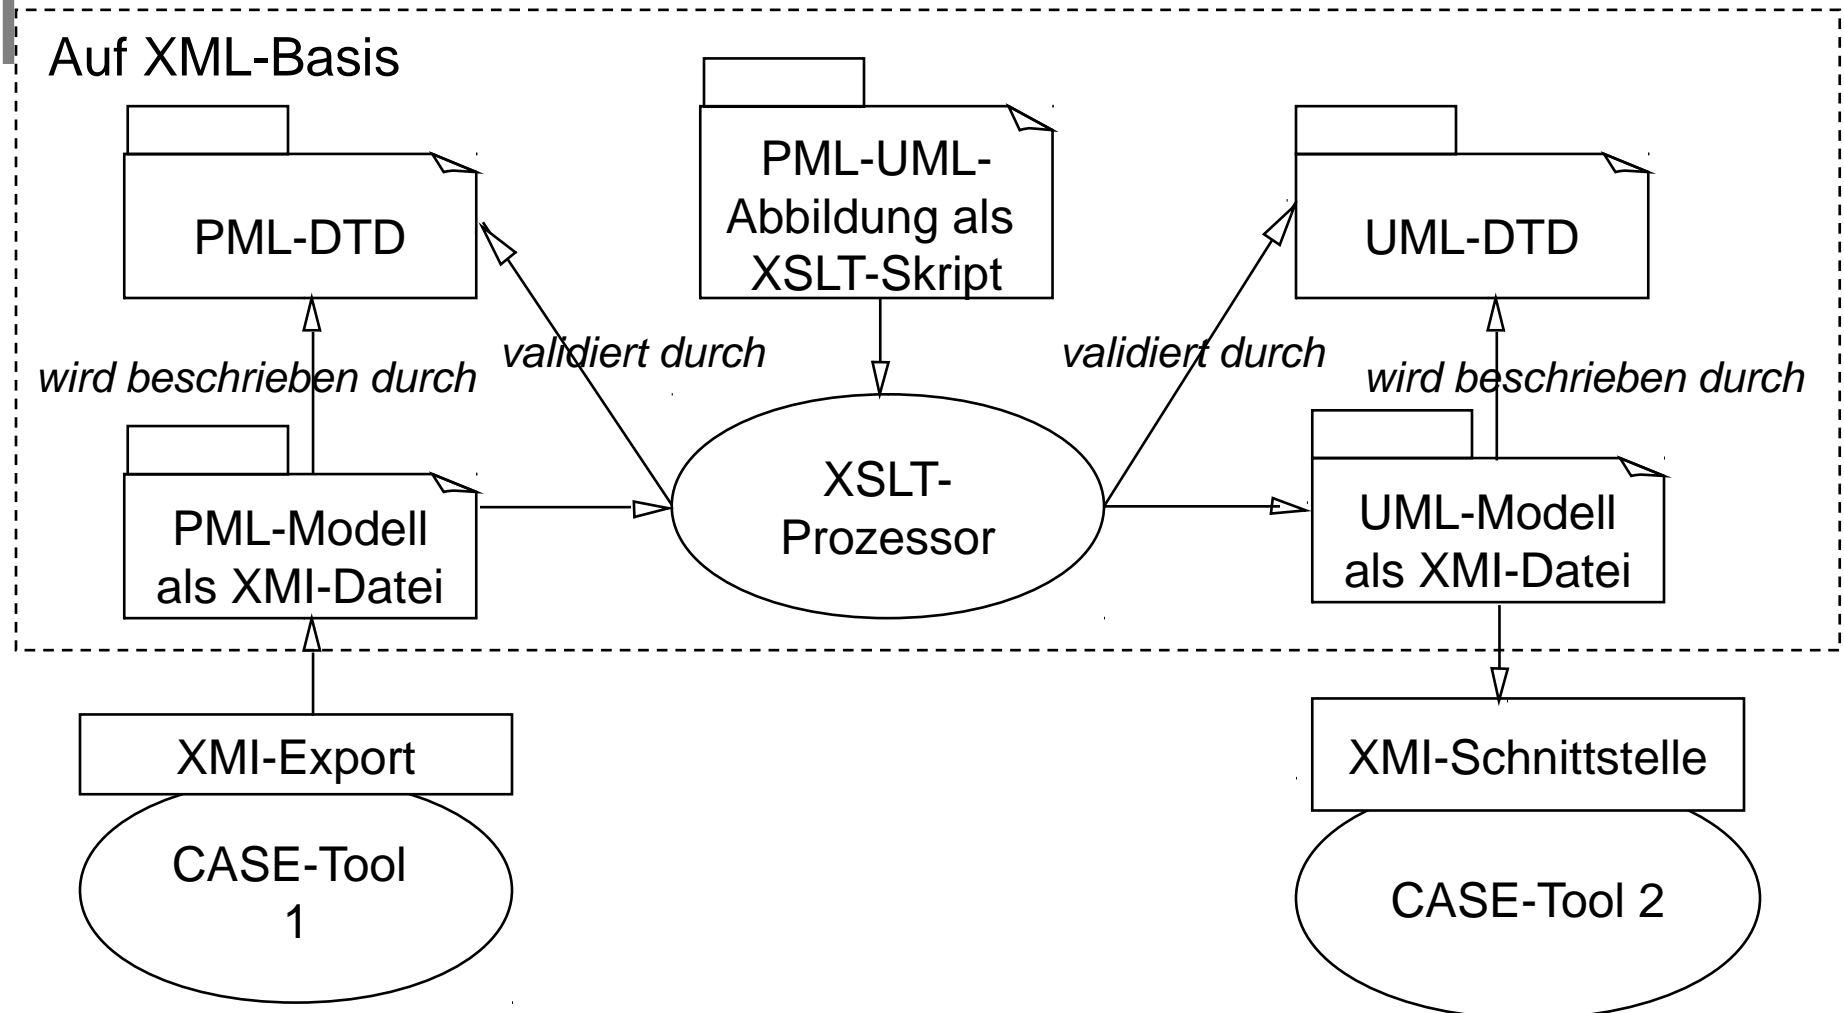 Auf XML-Basis
PML-DTD
PML-UML-
Abbildung als
XSLT-Skript
UML-DTD
wird beschrieben durch
validiert durch
validiert durch
wird beschrieben durch
PML-Modell
als XMI-Datei
XSLT-
Prozessor
UML-Modell
als XMI-Datei
XMI-Export
XMI-Schnittstelle
CASE-Tool
1
CASE-Tool 2